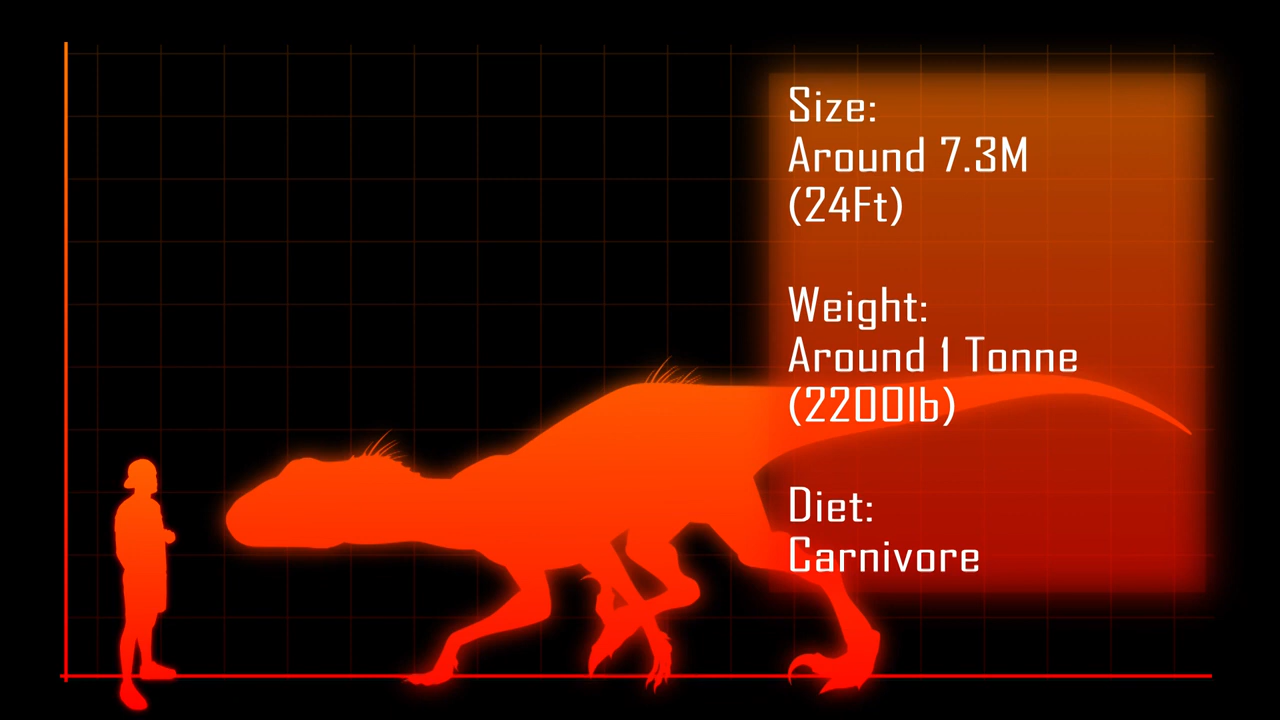 Size:
Around 7.3M
(24Ft)
Weight:
Around 1 Tonne
(2200lb)
Diet:
Carnivore